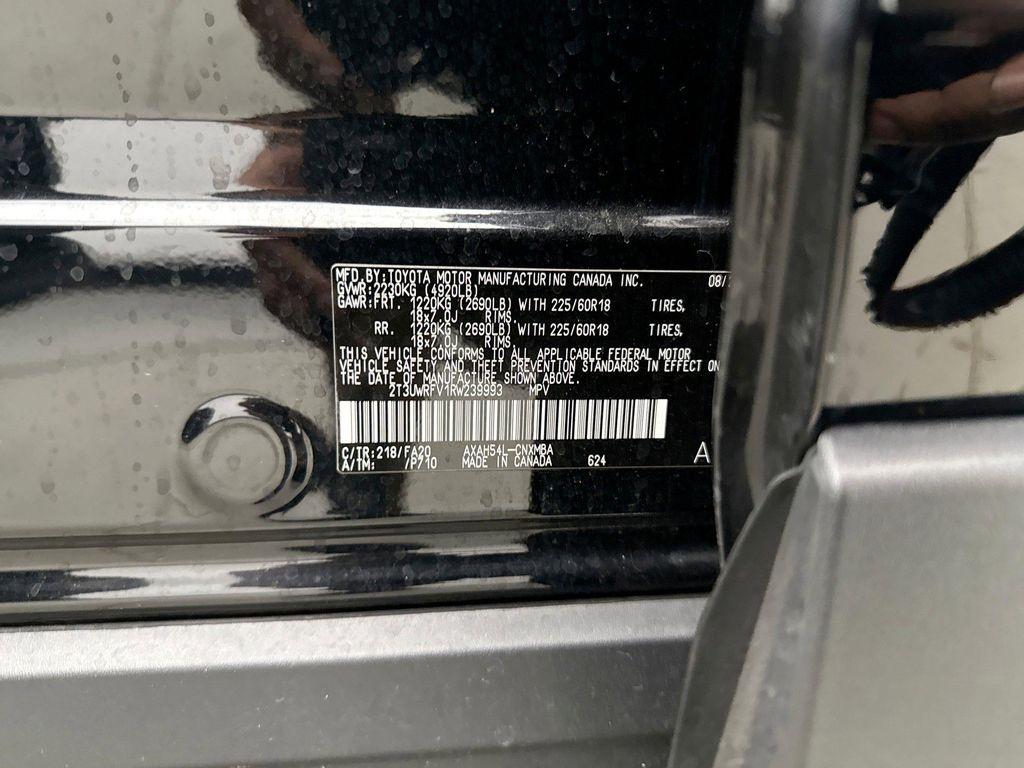 MFD BY:TOYOTA MOTOR MANUFACTURING CANADA INC. 08/
GVWR:2230KG (4920LB)
GAWR:FRT. 1220KG (2690LB) WITH 225/60R18 TIRES,
18x7.0J RIMS,
RR. 1220KG (2690LB) WITH 225/60R18 TIRES,
18x7.0J RIMS.
THIS VEHICLE CONFORMS TO ALL APPLICABLE FEDERAL MOTOR
VEHICLE SAFETY AND THEFT PREVENTION STANDARDS IN EFFECT ON
THE DATE OF MANUFACTURE SHOWN ABOVE.
2T3UWRFV1RW239993 MPV
C/TR:218/FA20 AXAH54L-CNXMBA
A/TM: /P710 MADE IN CANADA 624 A